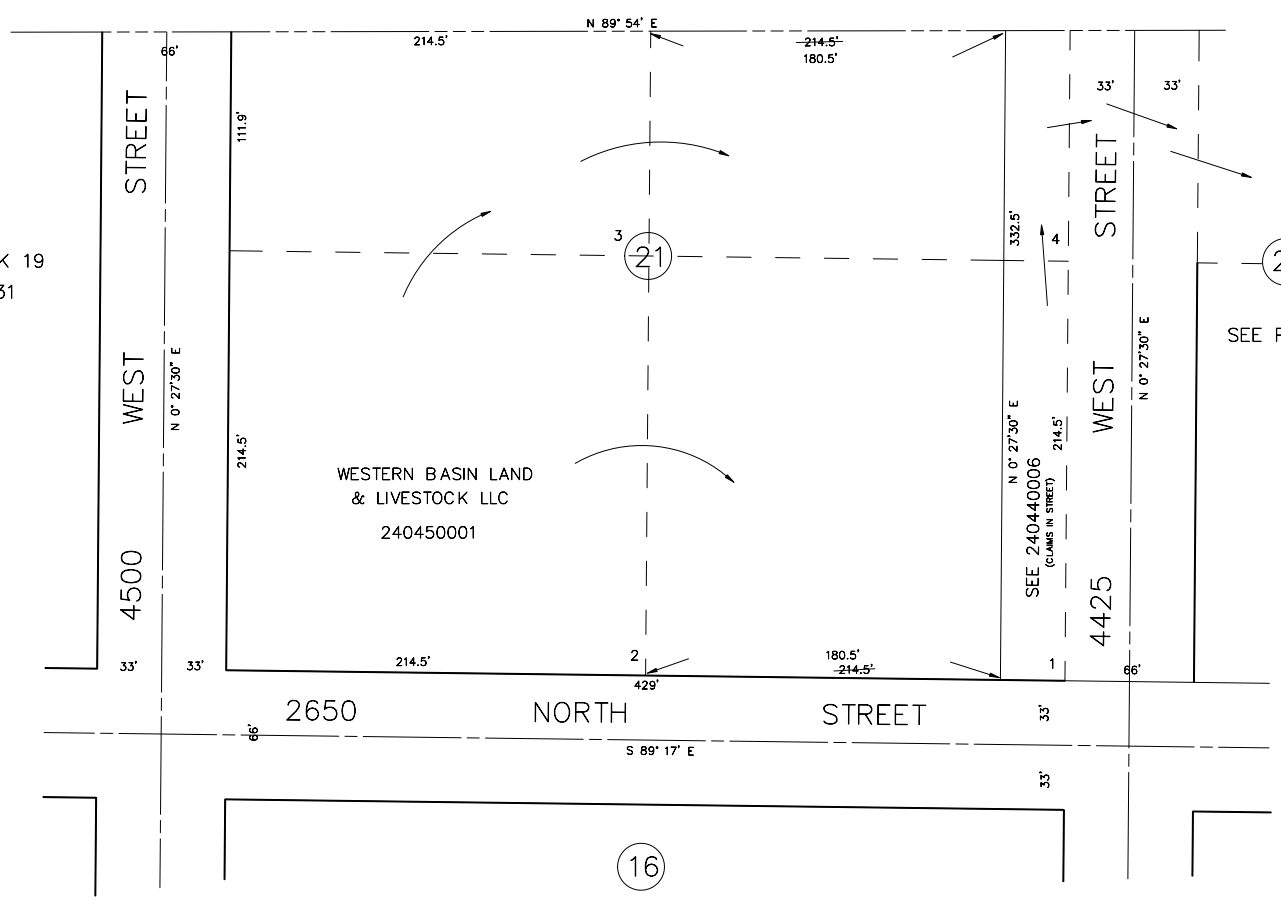 N 89° 54' E
66'
214.5'
214.5'
180.5'
33'
33'
111.9'
STREET
STREET
332.5'
3
21
4
K 19
31
2
SEE
WEST
N 0° 27'30" E
WEST
N 0° 27'30" E
N 0° 27'30" E
214.5'
214.5'
WESTERN BASIN LAND
& LIVESTOCK LLC
240450001
SEE 240440006
(CLAIMS IN STREET)
4500
4425
33'
33'
214.5'
2
180.5'
214.5'
1
66'
429'
2650 NORTH STREET
33'
66'
S 89° 17' E
33'
16